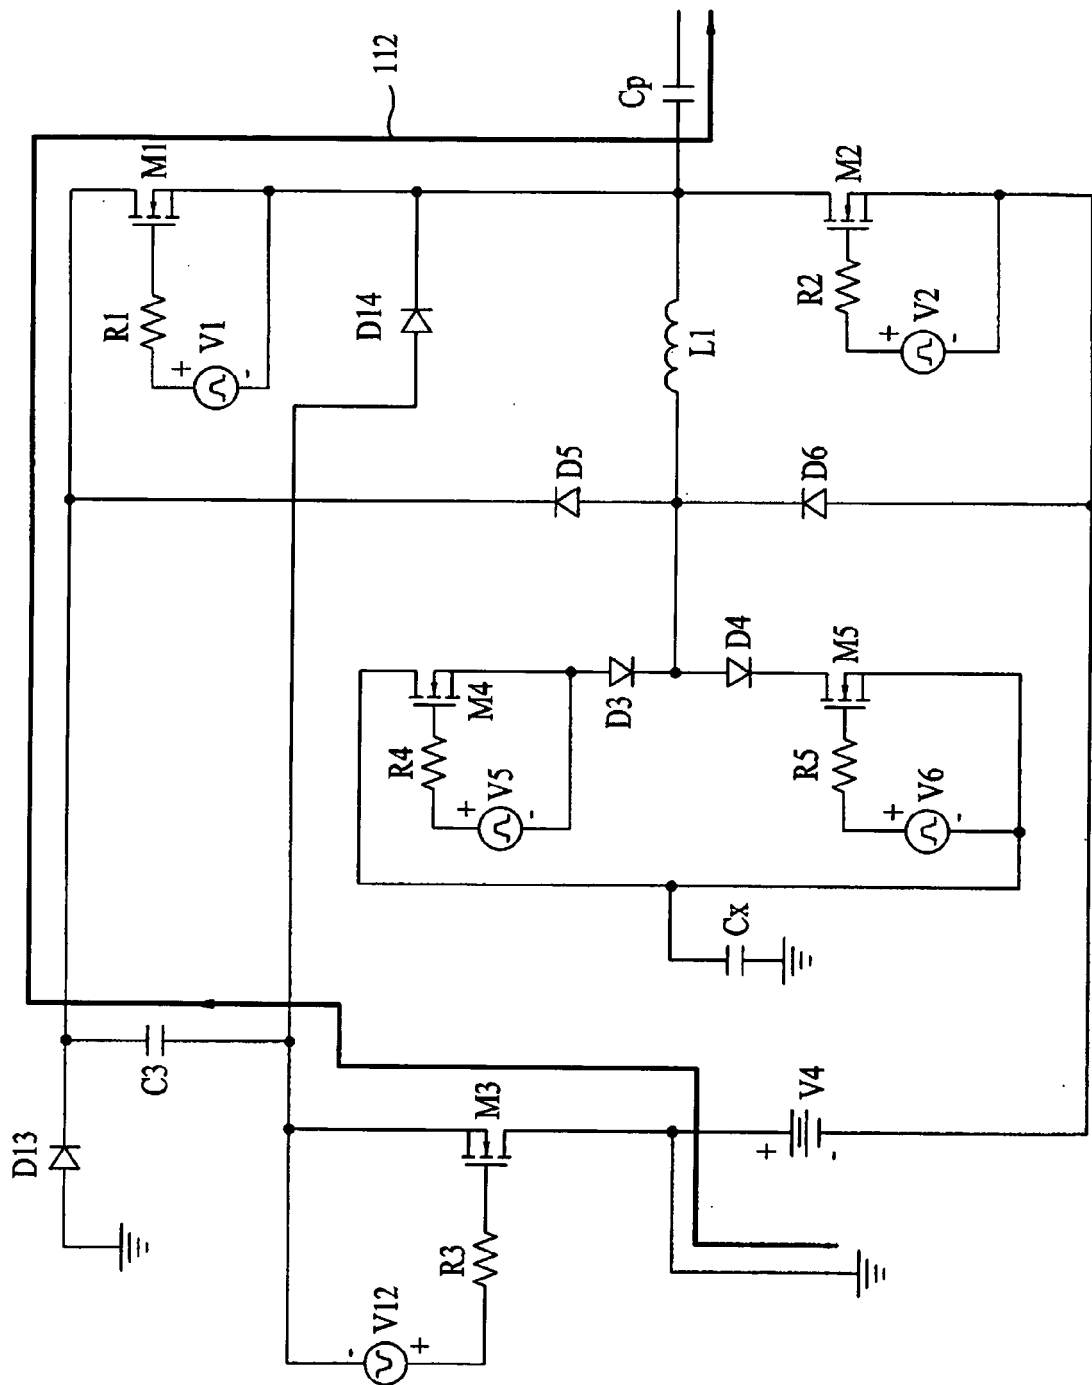 112
Cp
M1
R1
V1
+
-
D14
M2
R2
V2
+
-
L1
D5
D6
D3
D4
M4
R4
V5
+
-
M5
R5
V6
+
-
Cx
C3
D13
M3
R3
V12
-
+
V4
+
-